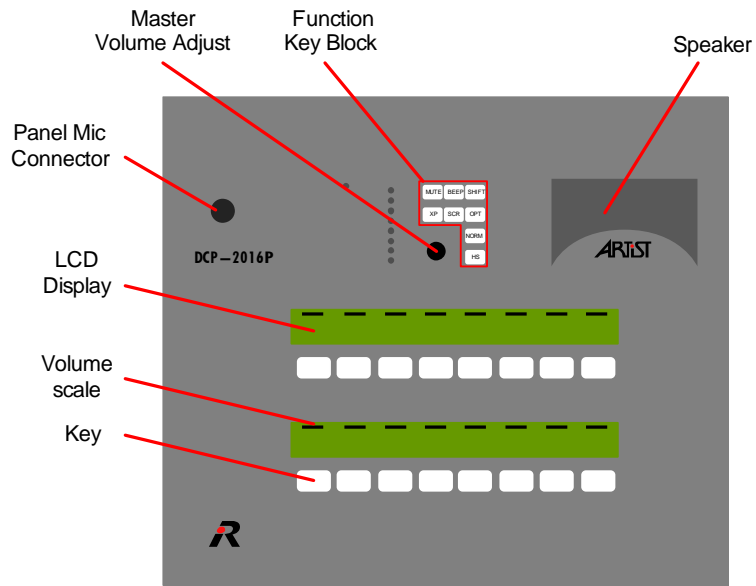 Master
Volume Adjust
Function
Key Block
Speaker
Panel Mic
Connector
MUTE BEEP SHIFT
XP SCR OPT
NORM
HS
DCP–2016P
ARTIST
LCD
Display
Volume
scale
Key
R